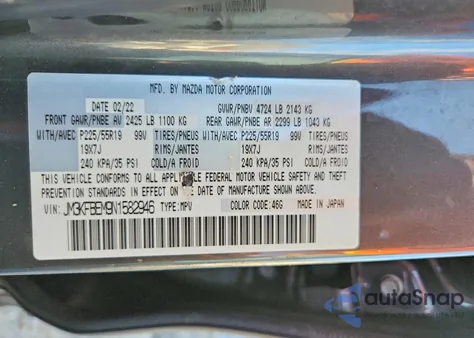 MFD. BY MAZDA MOTOR CORPORATION
DATE 02/22 GVWR/PNBV 4724 LB 2143 KG
FRONT GAWR/PNBE AV 2425 LB 1100 KG REAR GAWR/PNBE AR 2299 LB 1043 KG
WITH/AVEC P225/55R19 99V TIRES/PNEUS WITH/AVEC P225/55R19 99V TIRES/PNEUS
19X7J RIMS/JANTES 19X7J RIMS/JANTES
240 KPA/35 PSI COLD/A FROID 240 KPA/35 PSI COLD/A FROID
THIS VEHICLE CONFORMS TO ALL APPLICABLE FEDERAL MOTOR VEHICLE SAFETY AND THEFT
PREVENTION STANDARDS IN EFFECT ON DATE OF MANUFACTURE SHOWN ABOVE.
VIN: JM3KFBEM9N1582946 TYPE: MPV COLOR CODE: 46G MADE IN JAPAN
autoSnap